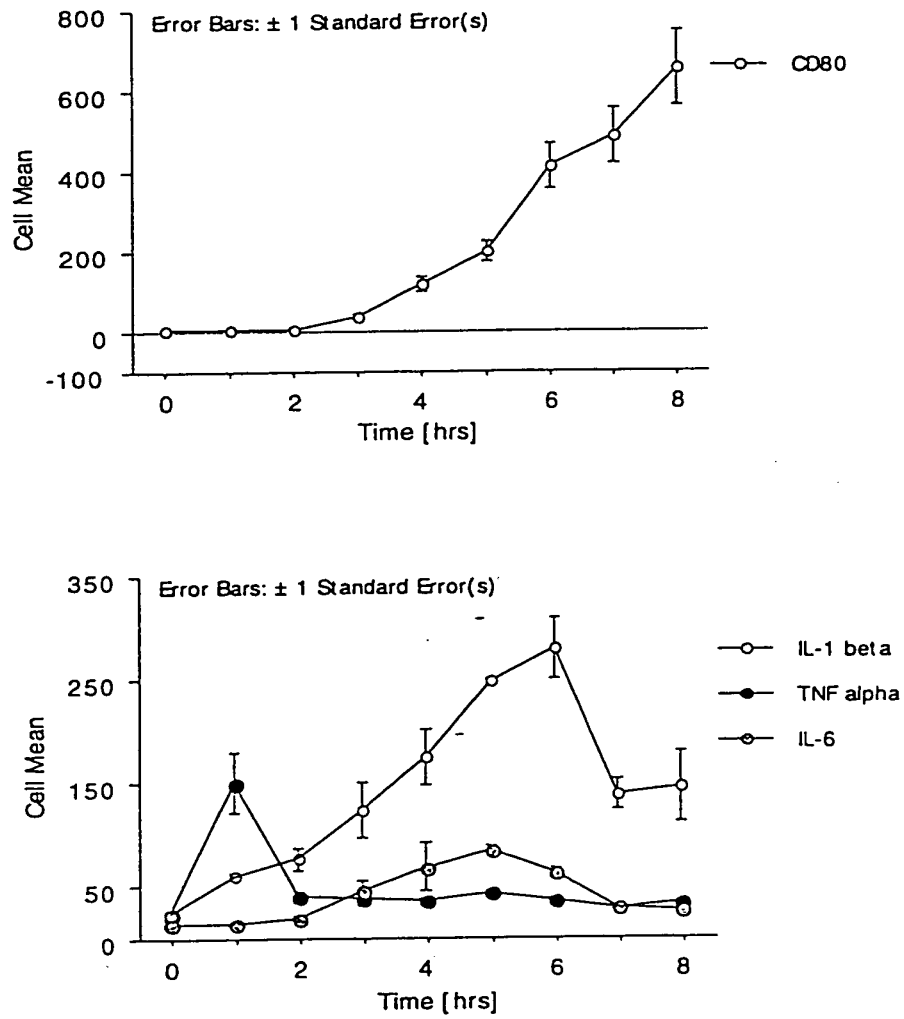 Error Bars: ± 1 Standard Error(s)
CD80
Cell Mean
800
600
400
200
0
-100
0 2 4 6 8
Time [hrs]
Error Bars: ± 1 Standard Error(s)
IL-1 beta
TNF alpha
IL-6
Cell Mean
350
250
150
50
0
0 2 4 6 8
Time [hrs]